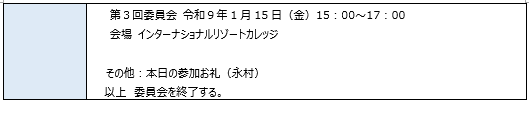 第３回委員会 令和９年１月１５日（金）15：00～17：00
会場 インターナショナルリゾートカレッジ
その他：本日の参加お礼（永村）
以上 委員会を終了する。